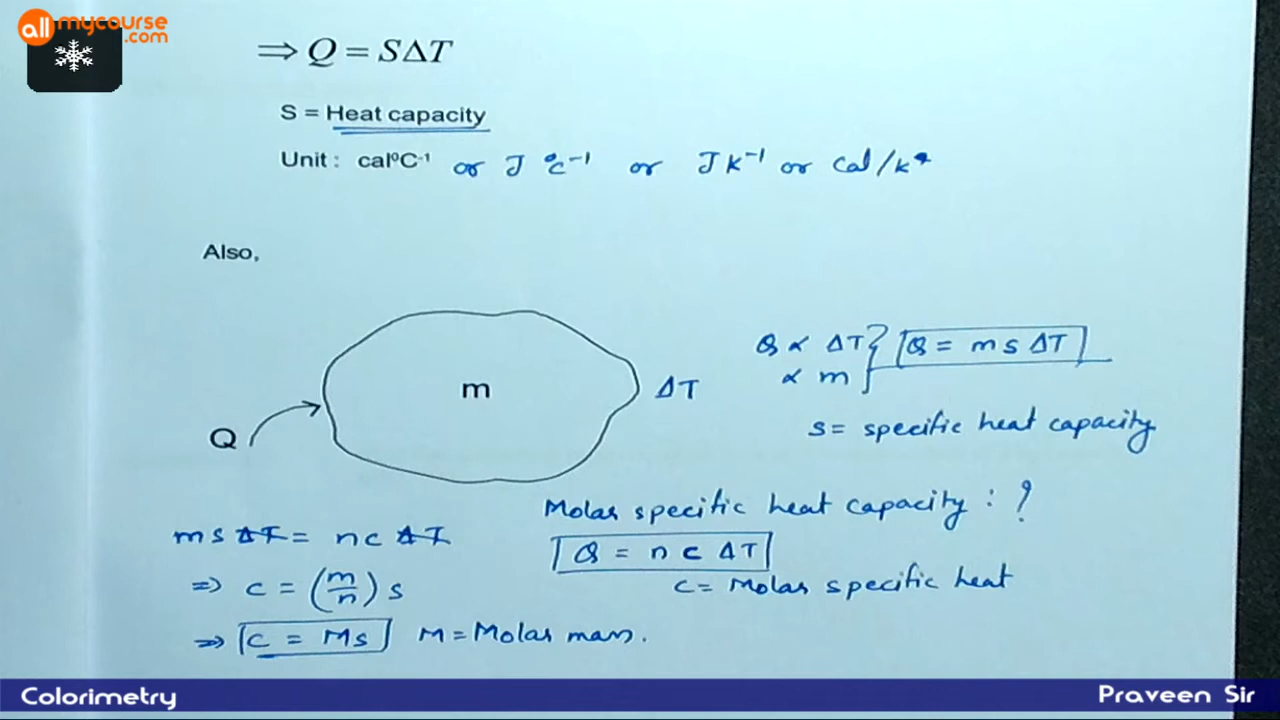 allmycourse.com
⇒ Q = SΔT
S = Heat capacity
Unit : cal⁰C⁻¹ or J °C⁻¹ or J K⁻¹ or Cal/K
Also,
Q ∝ ΔT } Q = m s ΔT
∝ m
m
ΔT
Q
s = specific heat capacity
Molar specific heat capacity : ?
Q = n c ΔT
c = Molar specific heat
m s ΔT = n c ΔT
⇒ c = (m/n) s
⇒ c = Ms M = Molar mass.
Colorimetry
Praveen Sir